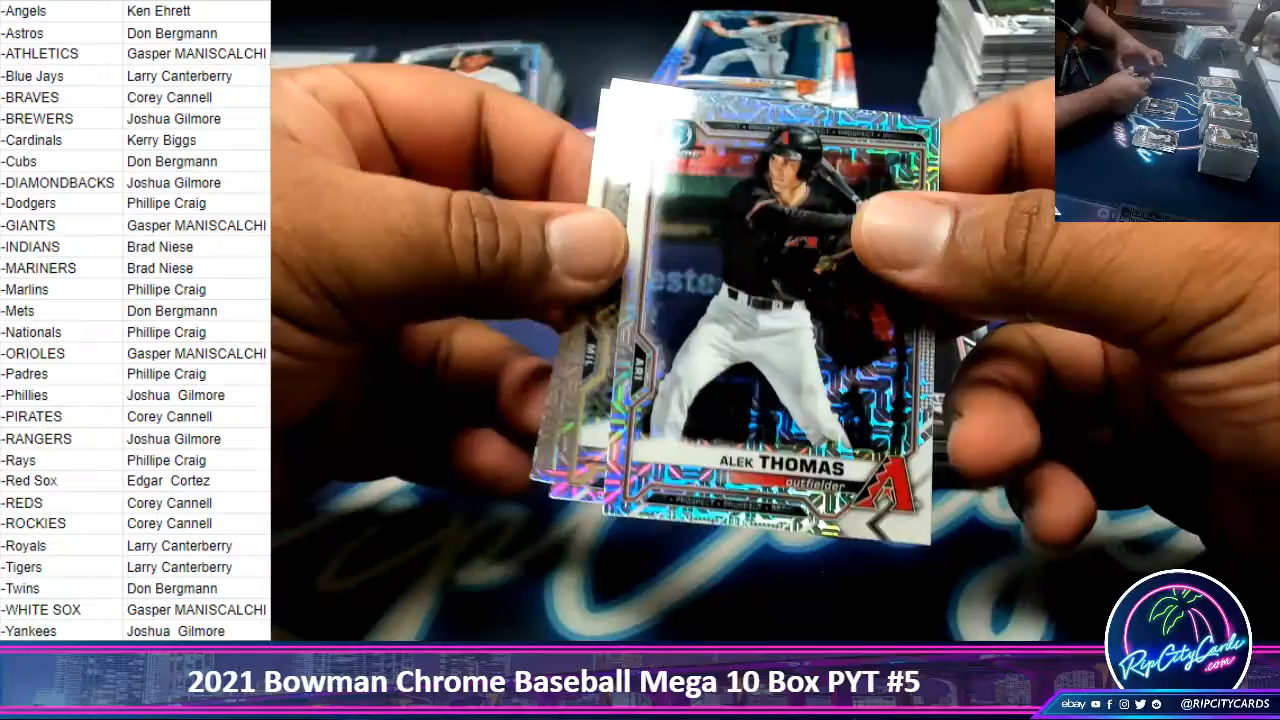 -Angels Ken Ehrett
-Astros Don Bergmann
-ATHLETICS Gasper MANISCALCHI
-Blue Jays Larry Canterberry
-BRAVES Corey Cannell
-BREWERS Joshua Gilmore
-Cardinals Kerry Biggs
-Cubs Don Bergmann
-DIAMONDBACKS Joshua Gilmore
-Dodgers Phillipe Craig
-GIANTS Gasper MANISCALCHI
-INDIANS Brad Niese
-MARINERS Brad Niese
-Marlins Phillipe Craig
-Mets Don Bergmann
-Nationals Phillipe Craig
-ORIOLES Gasper MANISCALCHI
-Padres Phillipe Craig
-Phillies Joshua Gilmore
-PIRATES Corey Cannell
-RANGERS Joshua Gilmore
-Rays Phillipe Craig
-Red Sox Edgar Cortez
-REDS Corey Cannell
-ROCKIES Corey Cannell
-Royals Larry Canterberry
-Tigers Larry Canterberry
-Twins Don Bergmann
-WHITE SOX Gasper MANISCALCHI
-Yankees Joshua Gilmore
PROSPECT
MIL
ARI
ALEK THOMAS
outfielder
PROSPECT • PROSPECT
RipCityCards
.com
2021 Bowman Chrome Baseball Mega 10 Box PYT #5
ebay @RIPCITYCARDS